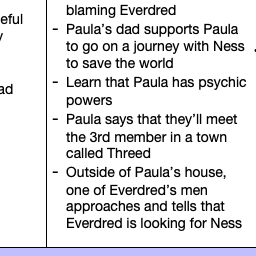 eful
y
ad
blaming Everdred
- Paula's dad supports Paula
to go on a journey with Ness
to save the world
- Learn that Paula has psychic
powers
- Paula says that they'll meet
the 3rd member in a town
called Threed
- Outside of Paula's house,
one of Everdred's men
approaches and tells that
Everdred is looking for Ness